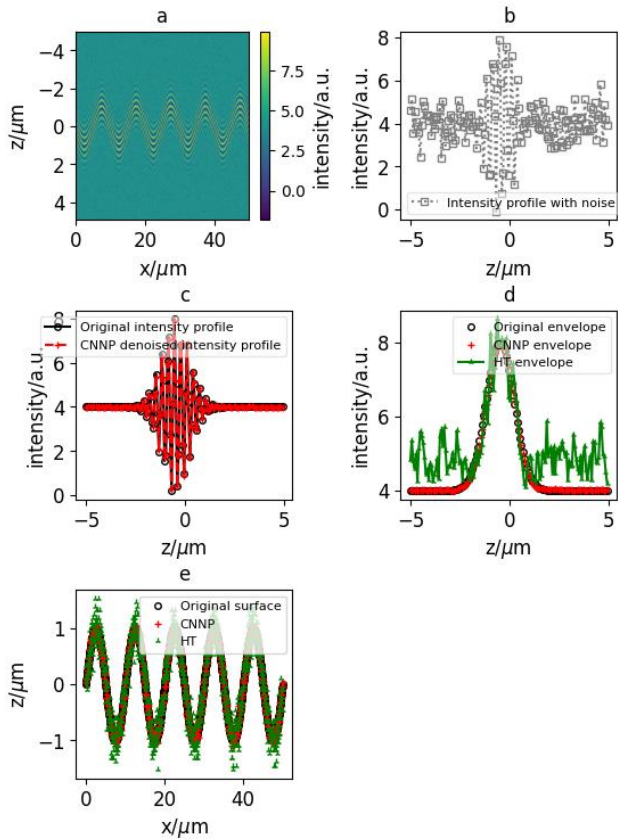 a
−4
−2
0
2
4
z/μm
0
20
40
x/μm
7.5
5.0
2.5
0.0
intensity/a.u.
b
8
6
4
2
0
intensity/a.u.
Intensity profile with noise
−5
0
5
z/μm
c
8
6
4
2
0
intensity/a.u.
Original intensity profile
CNNP denoised intensity profile
−5
0
5
z/μm
d
8
6
4
intensity/a.u.
Original envelope
CNNP envelope
HT envelope
−5
0
5
z/μm
e
1
0
−1
z/μm
Original surface
CNNP
HT
0
20
40
x/μm